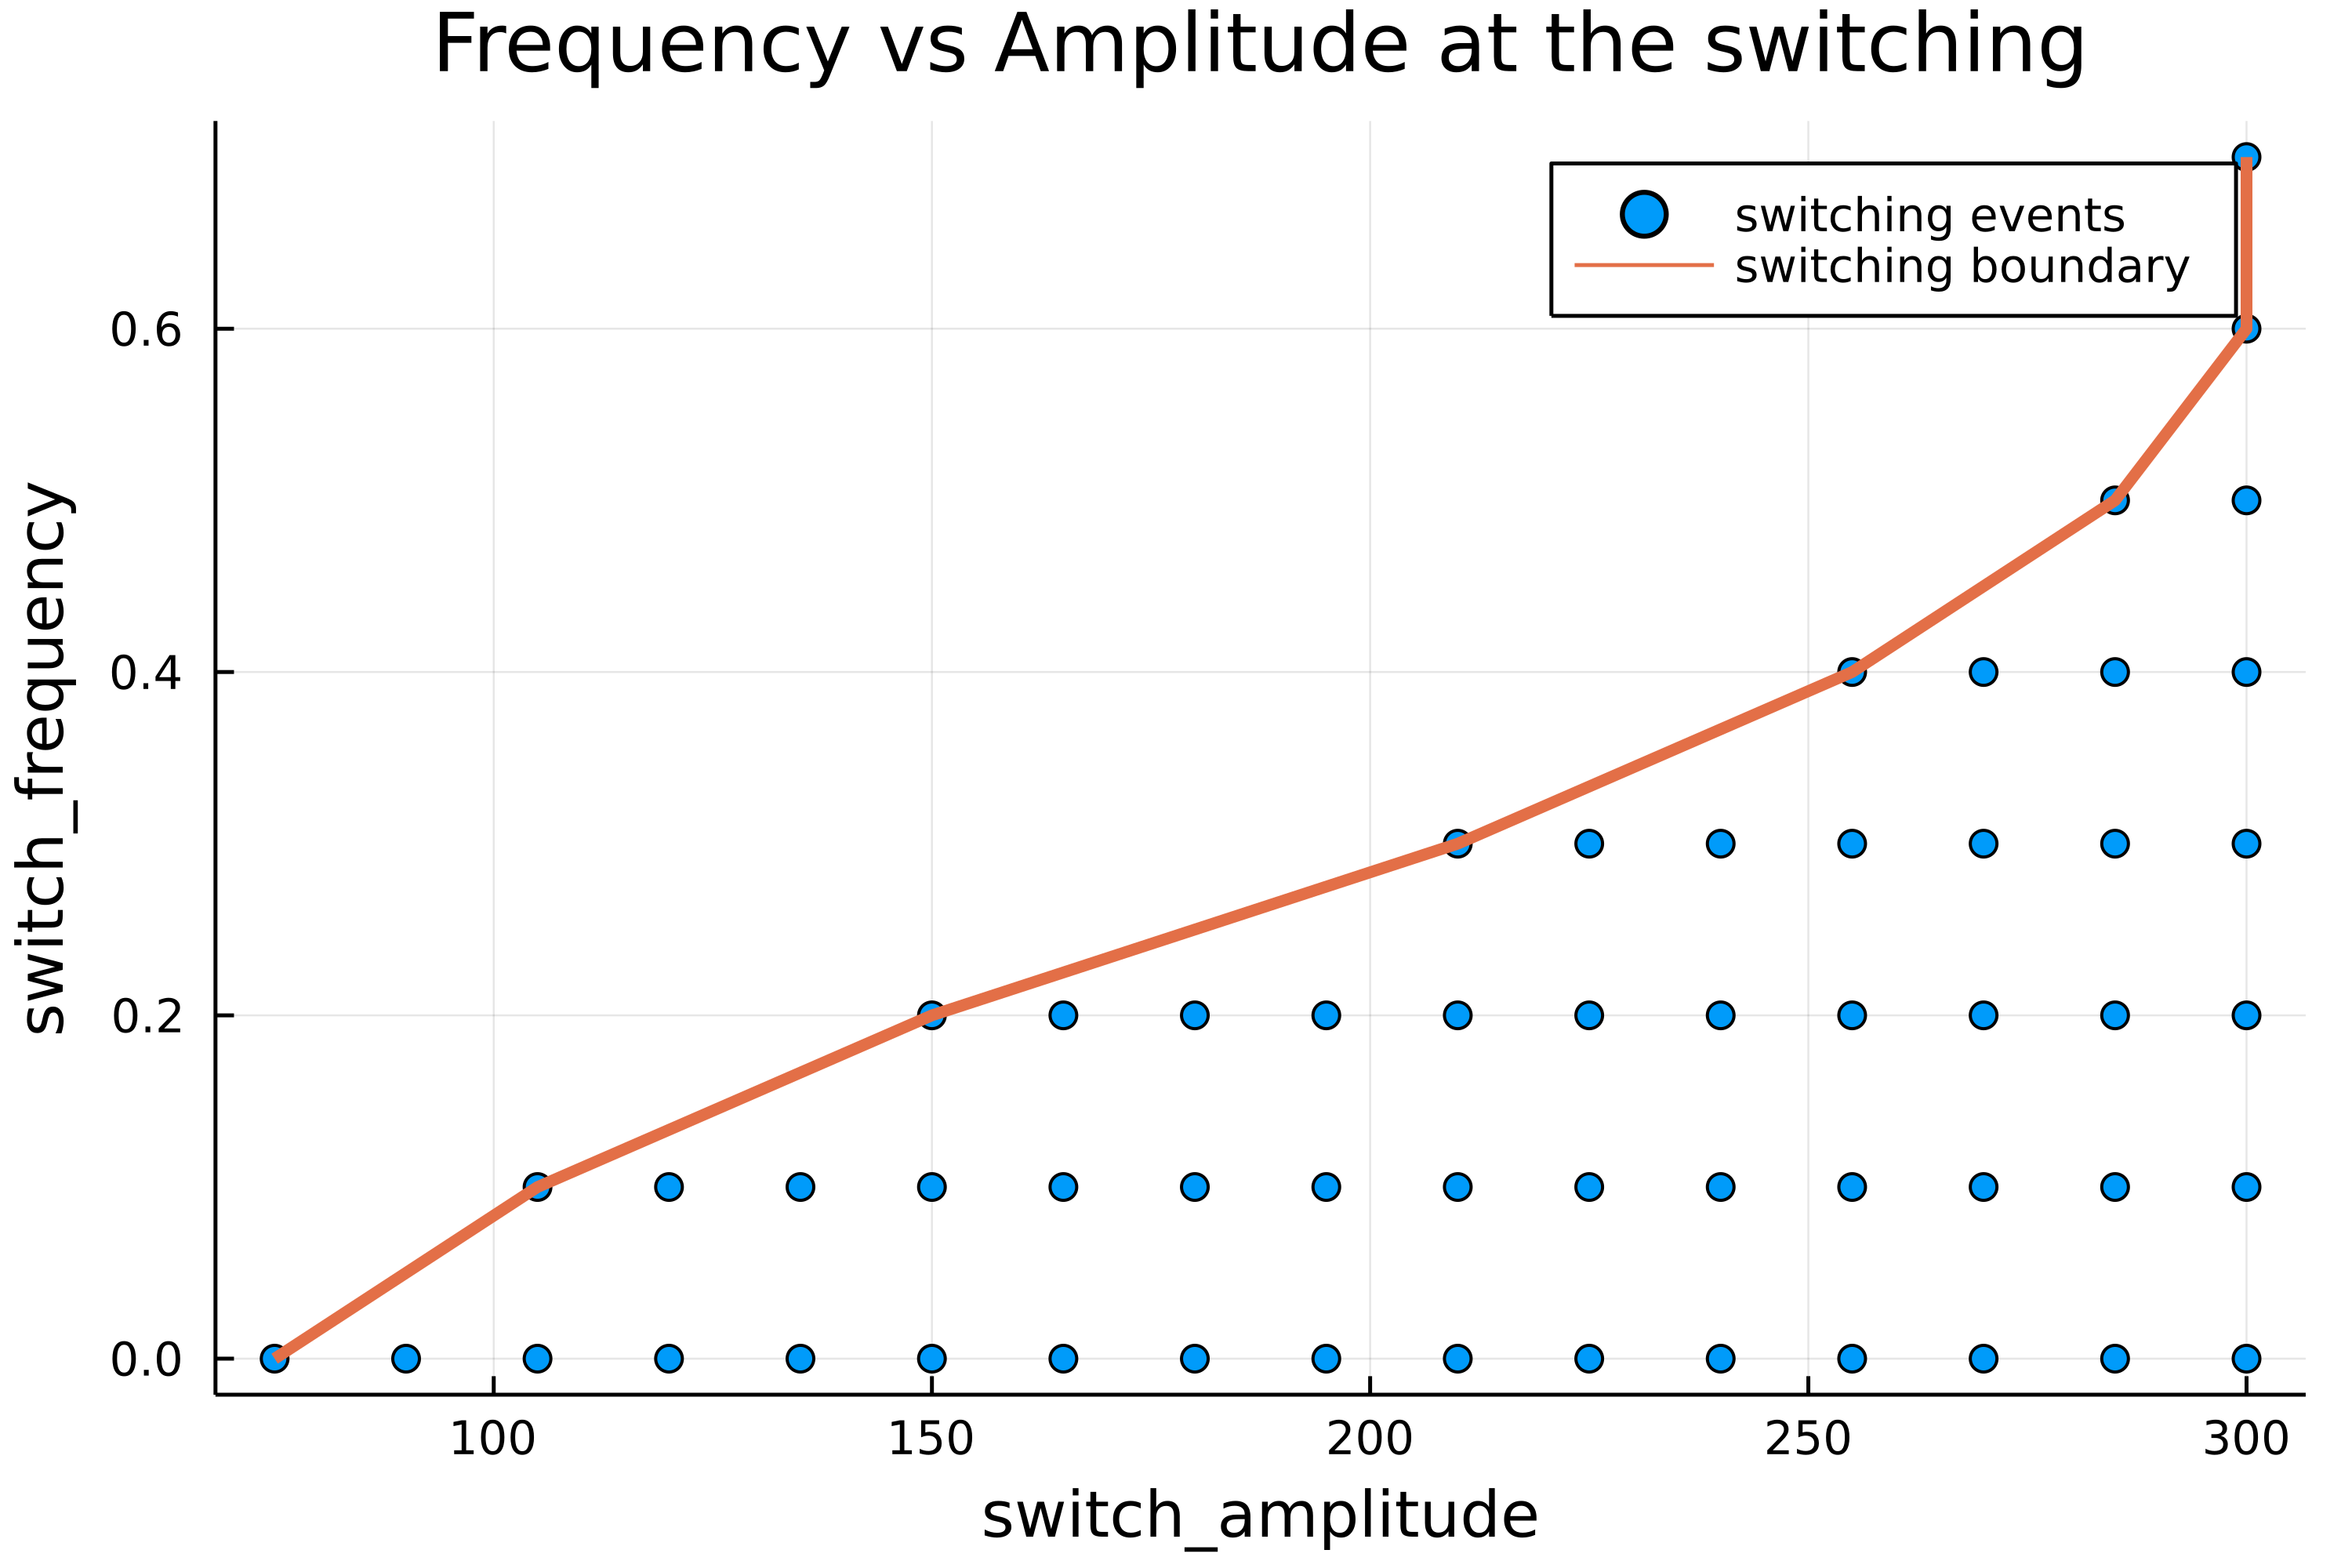 Frequency vs Amplitude at the switching
switching events
switching boundary
switch_frequency
0.6
0.4
0.2
0.0
100 150 200 250 300
switch_amplitude